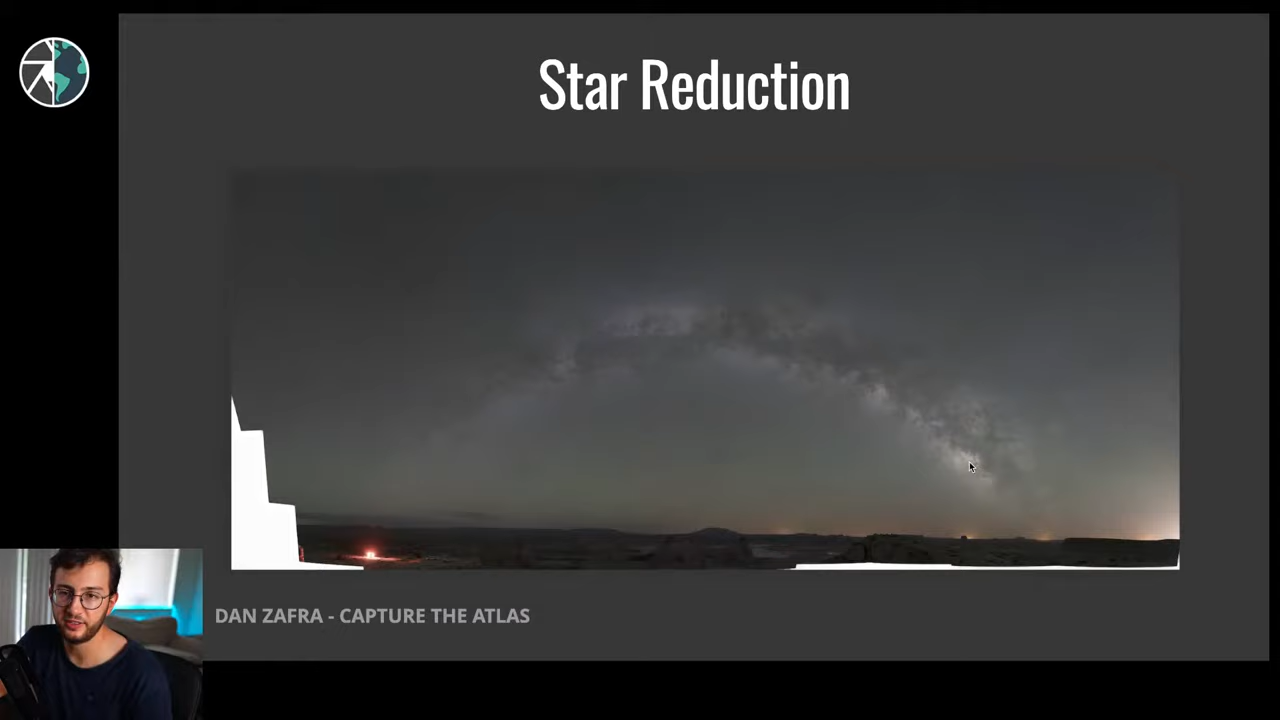 Star Reduction
DAN ZAFRA - CAPTURE THE ATLAS